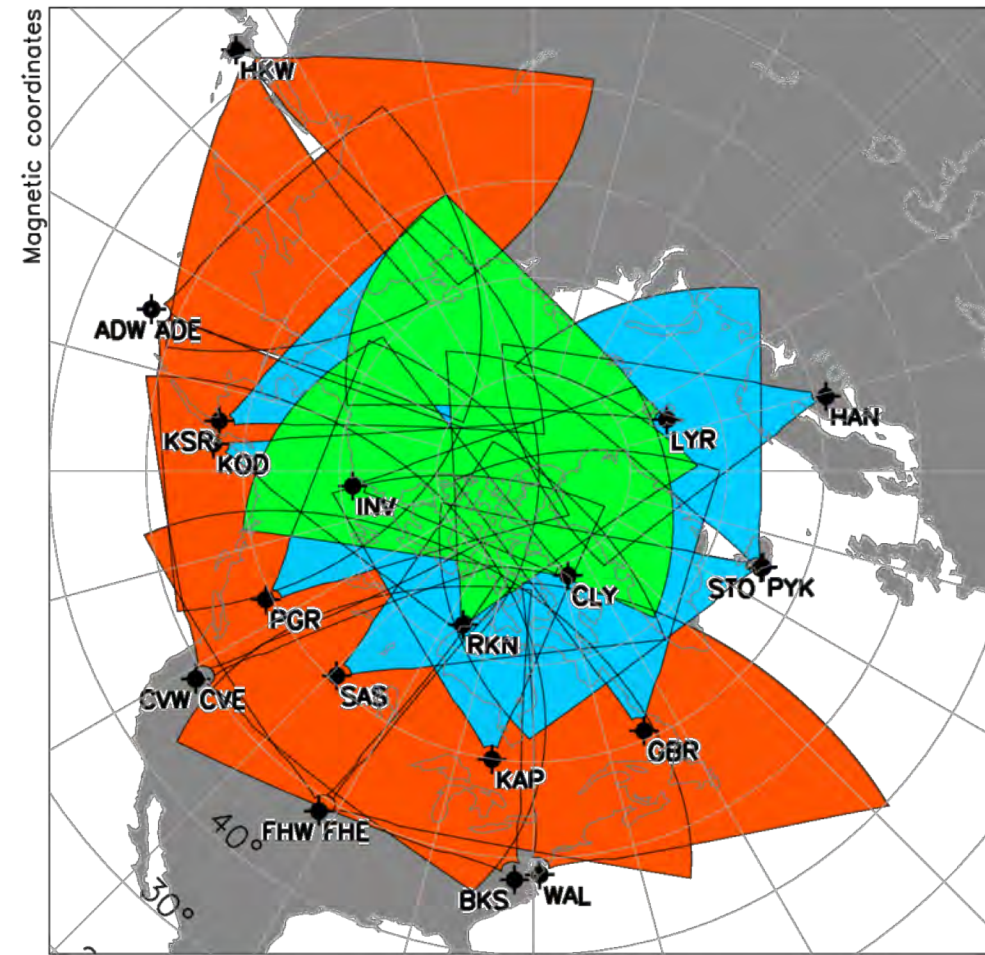 Magnetic coordinates
HKW
ADW ADE
HAN
KSR
LYR
KOD
INV
STO PYK
CLY
PGR
RKN
CVW CVE
SAS
GBR
KAP
FHW FHE
40°
BKS
WAL
30°